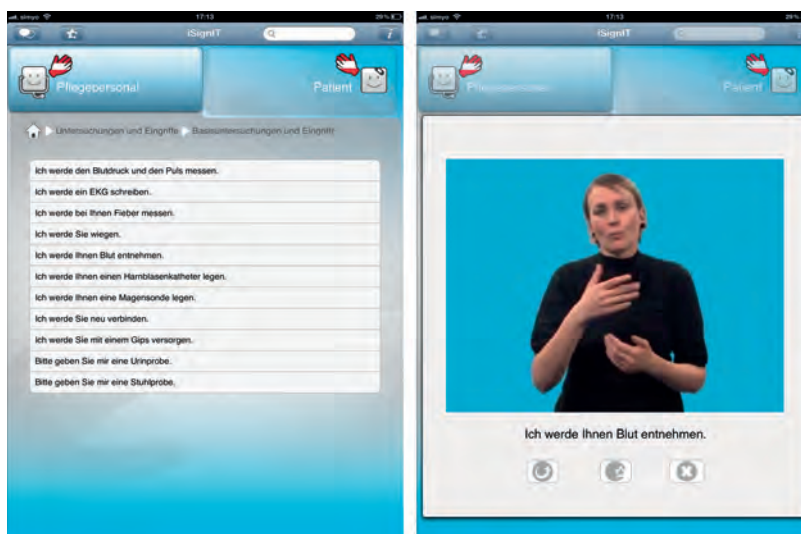 simyo 17:13 29%
iSignIT
Pflegepersonal Patient
Untersuchungen und Eingriffe Basisuntersuchungen und Eingriff
Ich werde den Blutdruck und den Puls messen.
Ich werde ein EKG schreiben.
Ich werde bei Ihnen Fieber messen.
Ich werde Sie wiegen.
Ich werde Ihnen Blut entnehmen.
Ich werde Ihnen einen Harnblasenkatheter legen.
Ich werde Ihnen eine Magensonde legen.
Ich werde Sie neu verbinden.
Ich werde Sie mit einem Gips versorgen.
Bitte geben Sie mir eine Urinprobe.
Bitte geben Sie mir eine Stuhlprobe.
simyo 17:13 29%
iSignIT
Pflegepersonal Patient
Ich werde Ihnen Blut entnehmen.